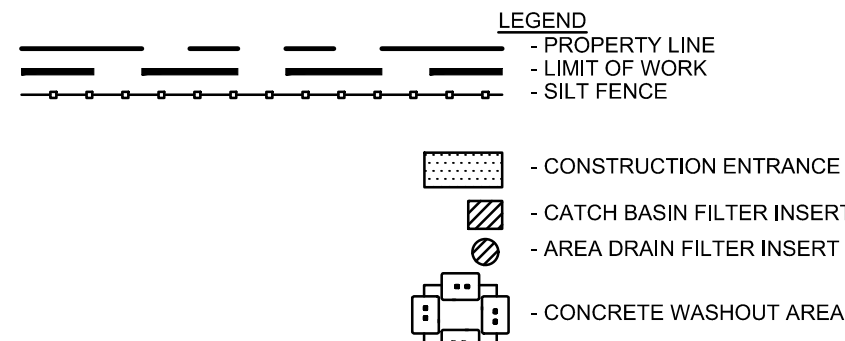 LEGEND
- PROPERTY LINE
- LIMIT OF WORK
- SILT FENCE
- CONSTRUCTION ENTRANCE
- CATCH BASIN FILTER INSERT
- AREA DRAIN FILTER INSERT
- CONCRETE WASHOUT AREA